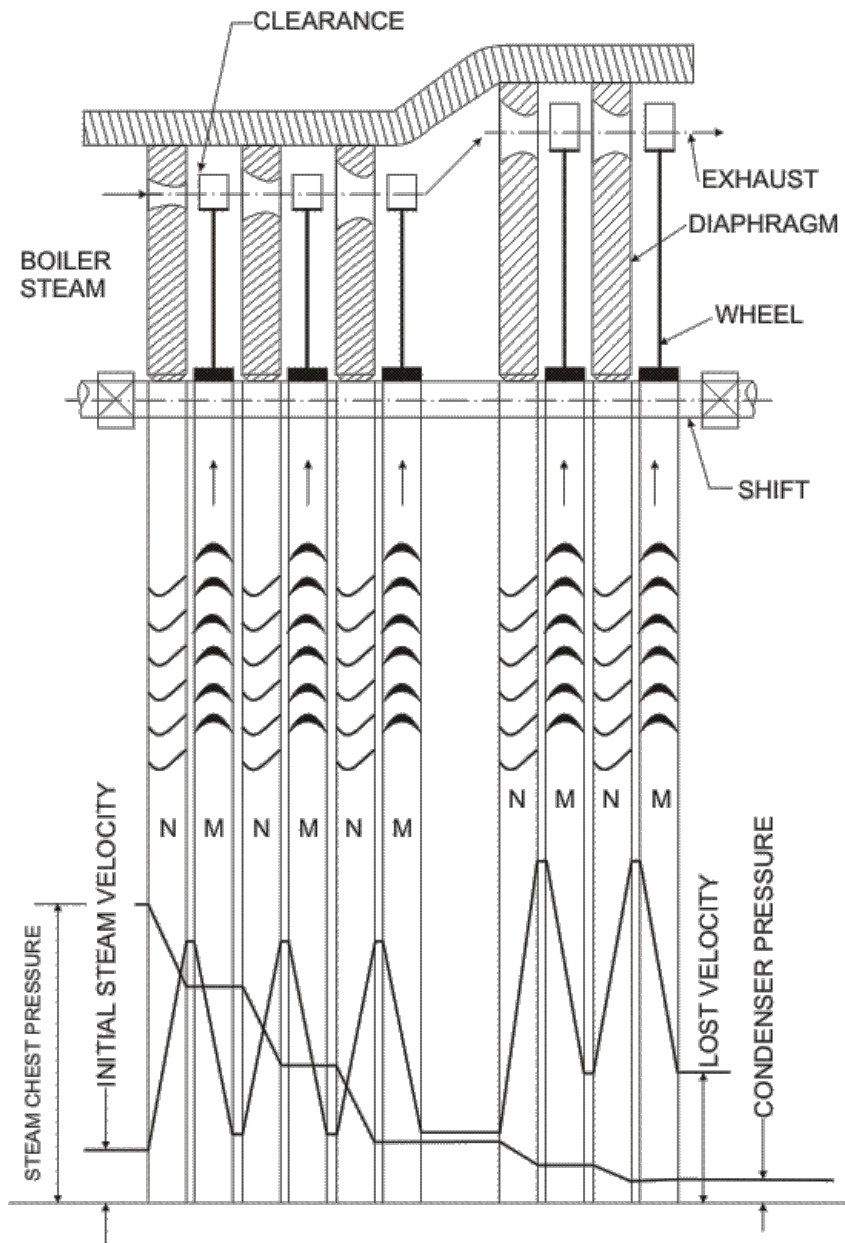 CLEARANCE
EXHAUST
DIAPHRAGM
BOILER
STEAM
WHEEL
SHIFT
N M N M N M
N M N M
STEAM CHEST PRESSURE
INITIAL STEAM VELOCITY
LOST VELOCITY
CONDENSER PRESSURE